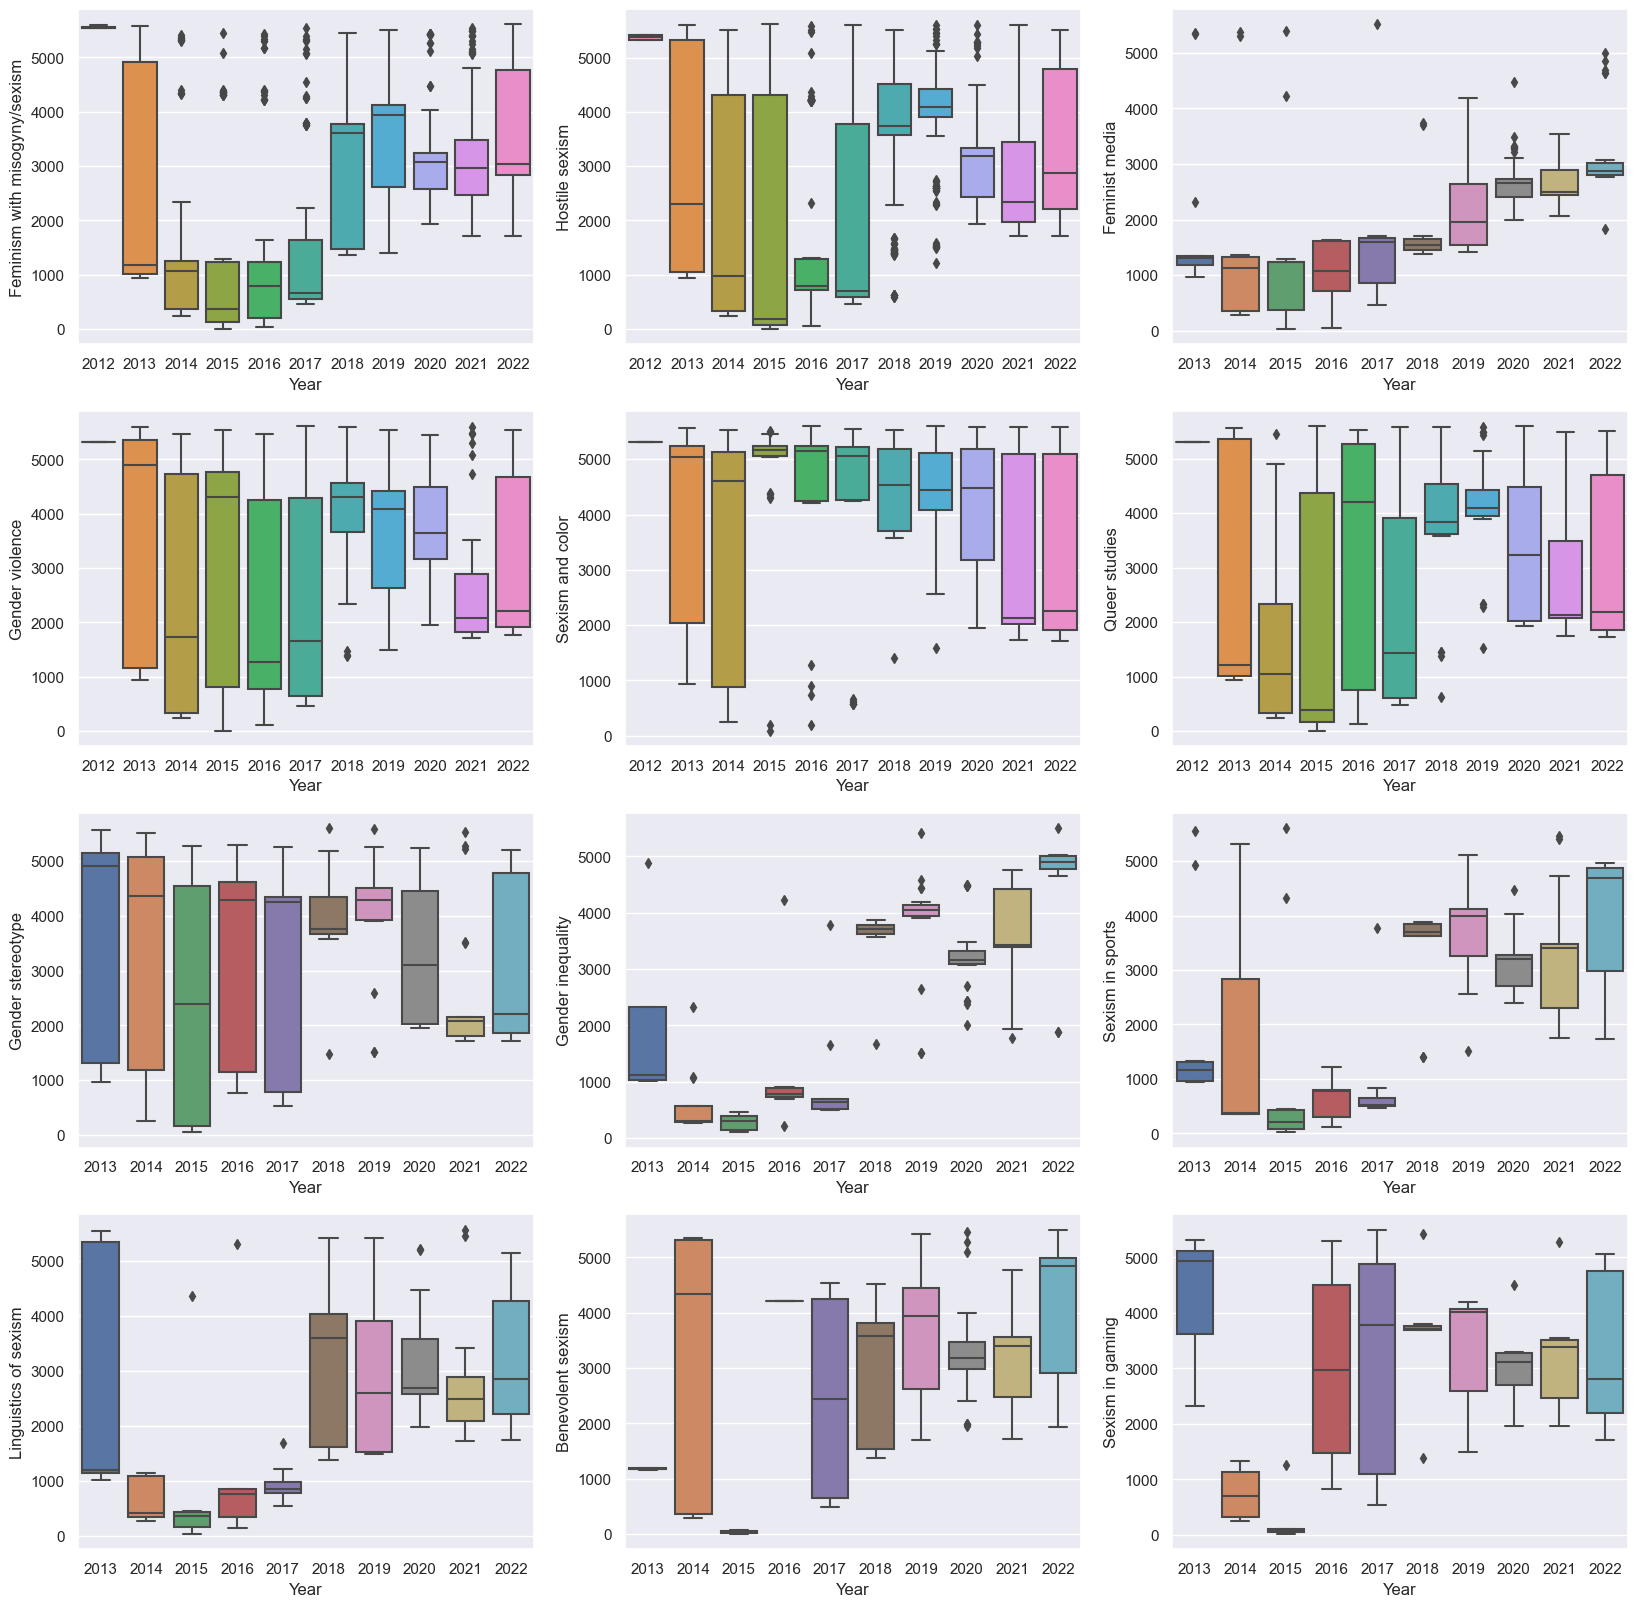 Feminism with misogyny/sexism
5000
4000
3000
2000
1000
0
2012 2013 2014 2015 2016 2017 2018 2019 2020 2021 2022
Year
Hostile sexism
5000
4000
3000
2000
1000
0
2012 2013 2014 2015 2016 2017 2018 2019 2020 2021 2022
Year
Feminist media
5000
4000
3000
2000
1000
0
2013 2014 2015 2016 2017 2018 2019 2020 2021 2022
Year
Gender violence
5000
4000
3000
2000
1000
0
2012 2013 2014 2015 2016 2017 2018 2019 2020 2021 2022
Year
Sexism and color
5000
4000
3000
2000
1000
0
2012 2013 2014 2015 2016 2017 2018 2019 2020 2021 2022
Year
Queer studies
5000
4000
3000
2000
1000
0
2012 2013 2014 2015 2016 2017 2018 2019 2020 2021 2022
Year
Gender stereotype
5000
4000
3000
2000
1000
0
2013 2014 2015 2016 2017 2018 2019 2020 2021 2022
Year
Gender inequality
5000
4000
3000
2000
1000
0
2013 2014 2015 2016 2017 2018 2019 2020 2021 2022
Year
Sexism in sports
5000
4000
3000
2000
1000
0
2013 2014 2015 2016 2017 2018 2019 2020 2021 2022
Year
Linguistics of sexism
5000
4000
3000
2000
1000
0
2013 2014 2015 2016 2017 2018 2019 2020 2021 2022
Year
Benevolent sexism
5000
4000
3000
2000
1000
0
2013 2014 2015 2016 2017 2018 2019 2020 2021 2022
Year
Sexism in gaming
5000
4000
3000
2000
1000
0
2013 2014 2015 2016 2017 2018 2019 2020 2021 2022
Year